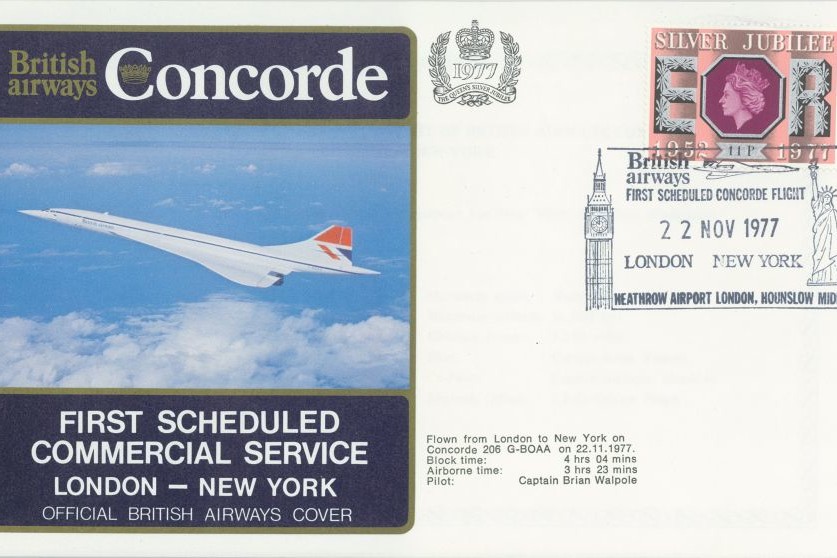 British
airways
Concorde
British airways
FIRST SCHEDULED
COMMERCIAL SERVICE
LONDON — NEW YORK
OFFICIAL BRITISH AIRWAYS COVER
1977
THE QUEEN'S SILVER JUBILEE
SILVER JUBILEE
E R
1952 11P 1977
British
airways
FIRST SCHEDULED CONCORDE FLIGHT
22 NOV 1977
LONDON NEW YORK
HEATHROW AIRPORT LONDON, HOUNSLOW MID
Flown from London to New York on
Concorde 206 G-BOAA on 22.11.1977.
Block time: 4 hrs 04 mins
Airborne time: 3 hrs 23 mins
Pilot: Captain Brian Walpole